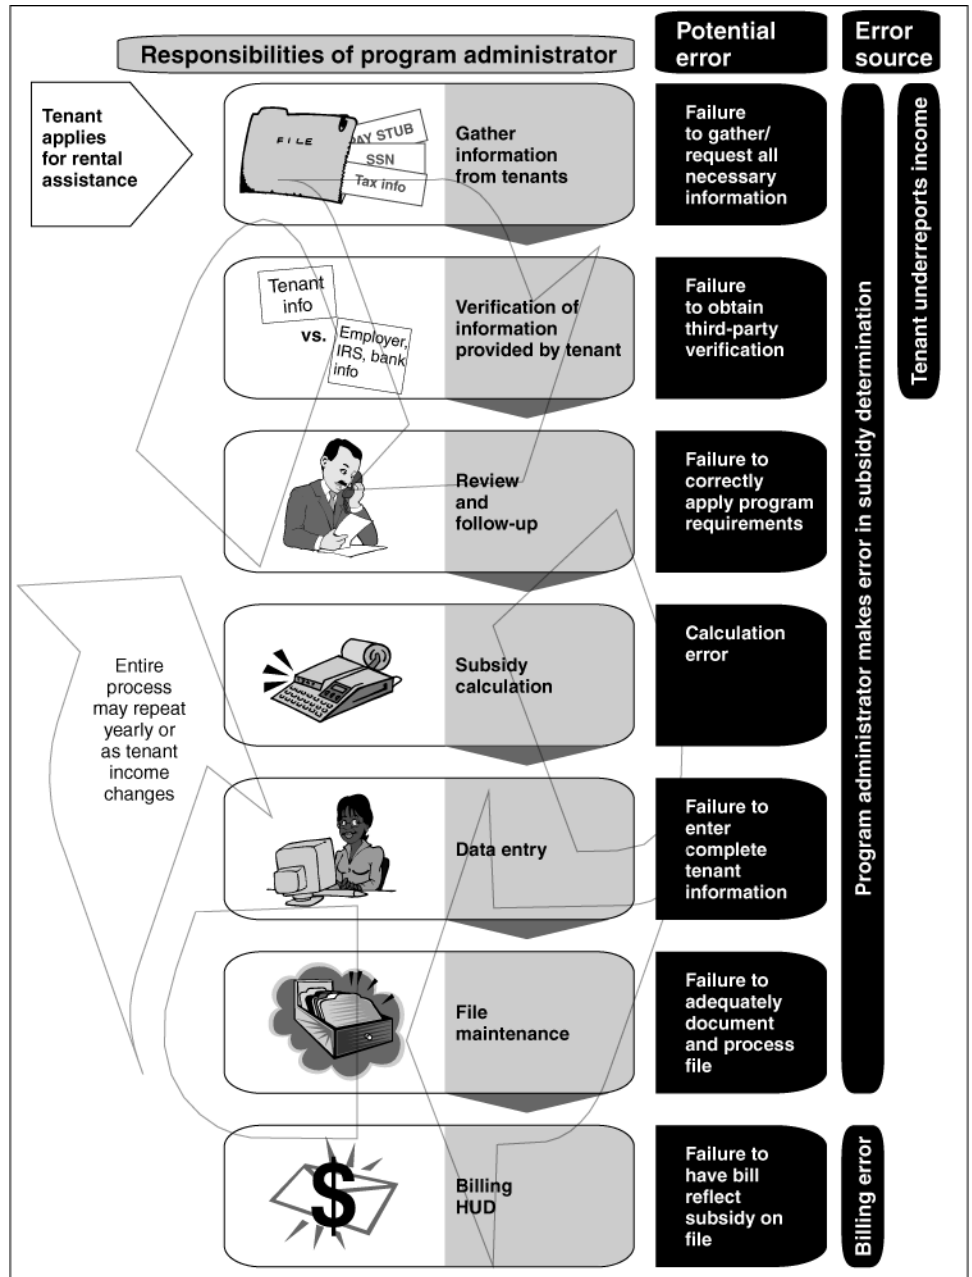 Responsibilities of program administrator
Potential
error
Error
source
Tenant
applies
for rental
assistance
FILE
PAY STUB
SSN
Tax info
Gather
information
from tenants
Failure
to gather/
request all
necessary
information
Tenant
info
vs.
Employer,
IRS, bank
info
Verification of
information
provided by tenant
Failure
to obtain
third-party
verification
Review
and
follow-up
Failure to
correctly
apply program
requirements
Entire
process
may repeat
yearly or
as tenant
income
changes
Subsidy
calculation
Calculation
error
Data entry
Failure to
enter
complete
tenant
information
File
maintenance
Failure to
adequately
document
and process
file
$
Billing
HUD
Failure to
have bill
reflect
subsidy on
file
Program administrator makes error in subsidy determination
Tenant underreports income
Billing error